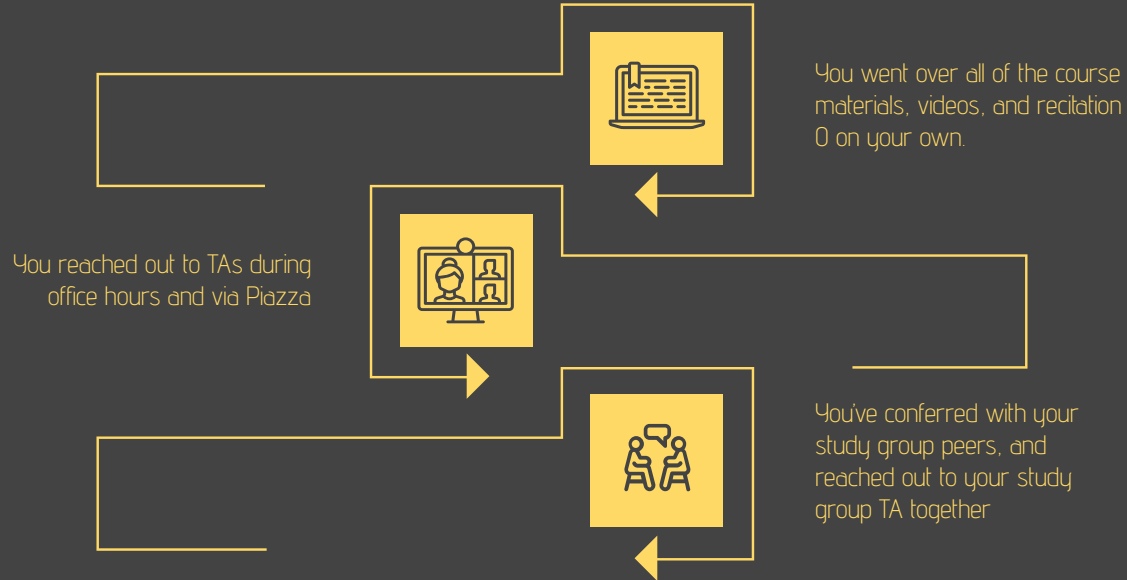 You went over all of the course
materials, videos, and recitation
0 on your own.
You reached out to TAs during
office hours and via Piazza
You've conferred with your
study group peers, and
reached out to your study
group TA together